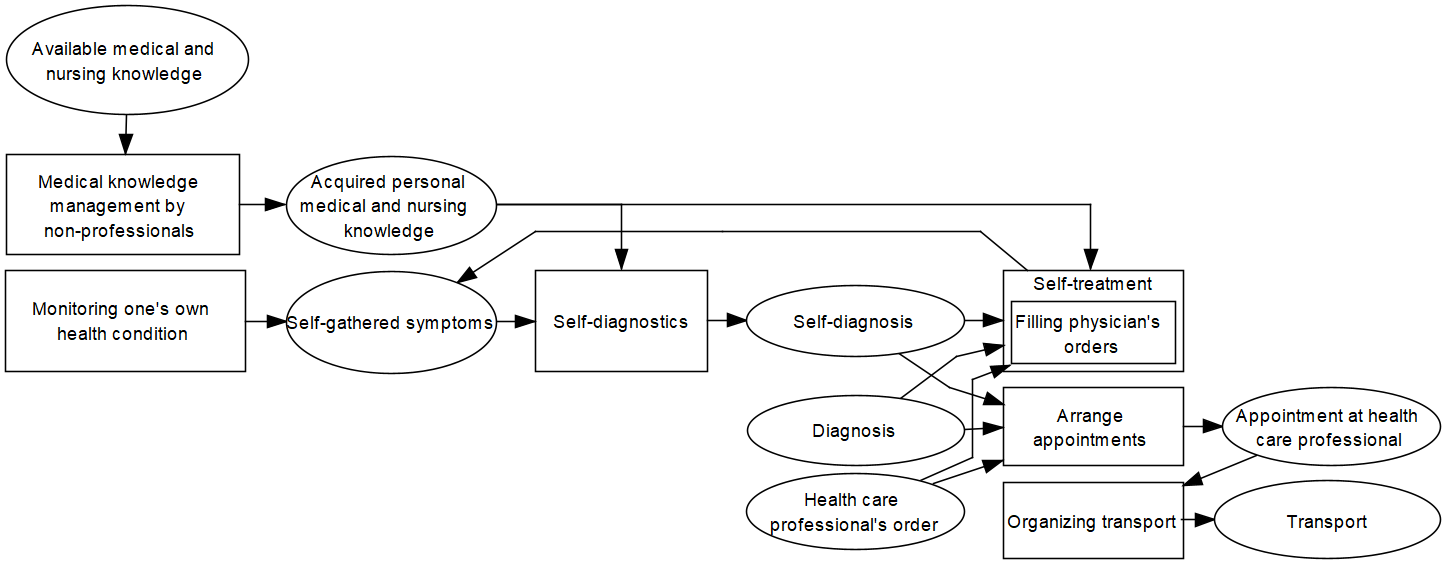 Available medical and
nursing knowledge
Medical knowledge
management by
non-professionals
Acquired personal
medical and nursing
knowledge
Monitoring one's own
health condition
Self-gathered symptoms
Self-diagnostics
Self-diagnosis
Self-treatment
Filling physician's
orders
Diagnosis
Arrange
appointments
Appointment at health
care professional
Health care
professional's order
Organizing transport
Transport